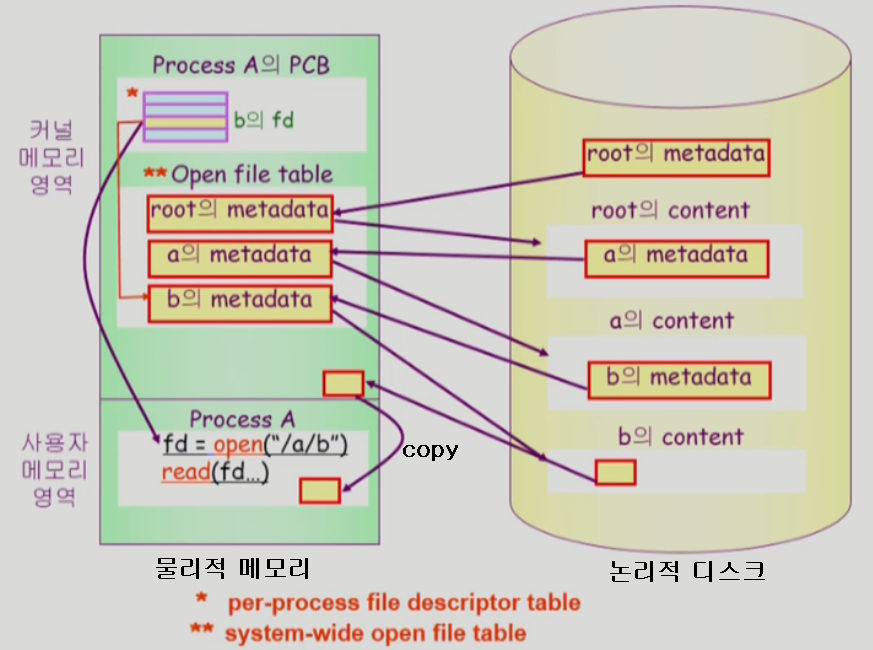 Process A의 PCB
*
b의 fd
커널
메모리
영역
** Open file table
root의 metadata
a의 metadata
b의 metadata
root의 metadata
root의 content
a의 metadata
a의 content
b의 metadata
b의 content
사용자
메모리
영역
Process A
fd = open("/a/b")
read(fd...)
copy
물리적 메모리
논리적 디스크
* per-process file descriptor table
** system-wide open file table